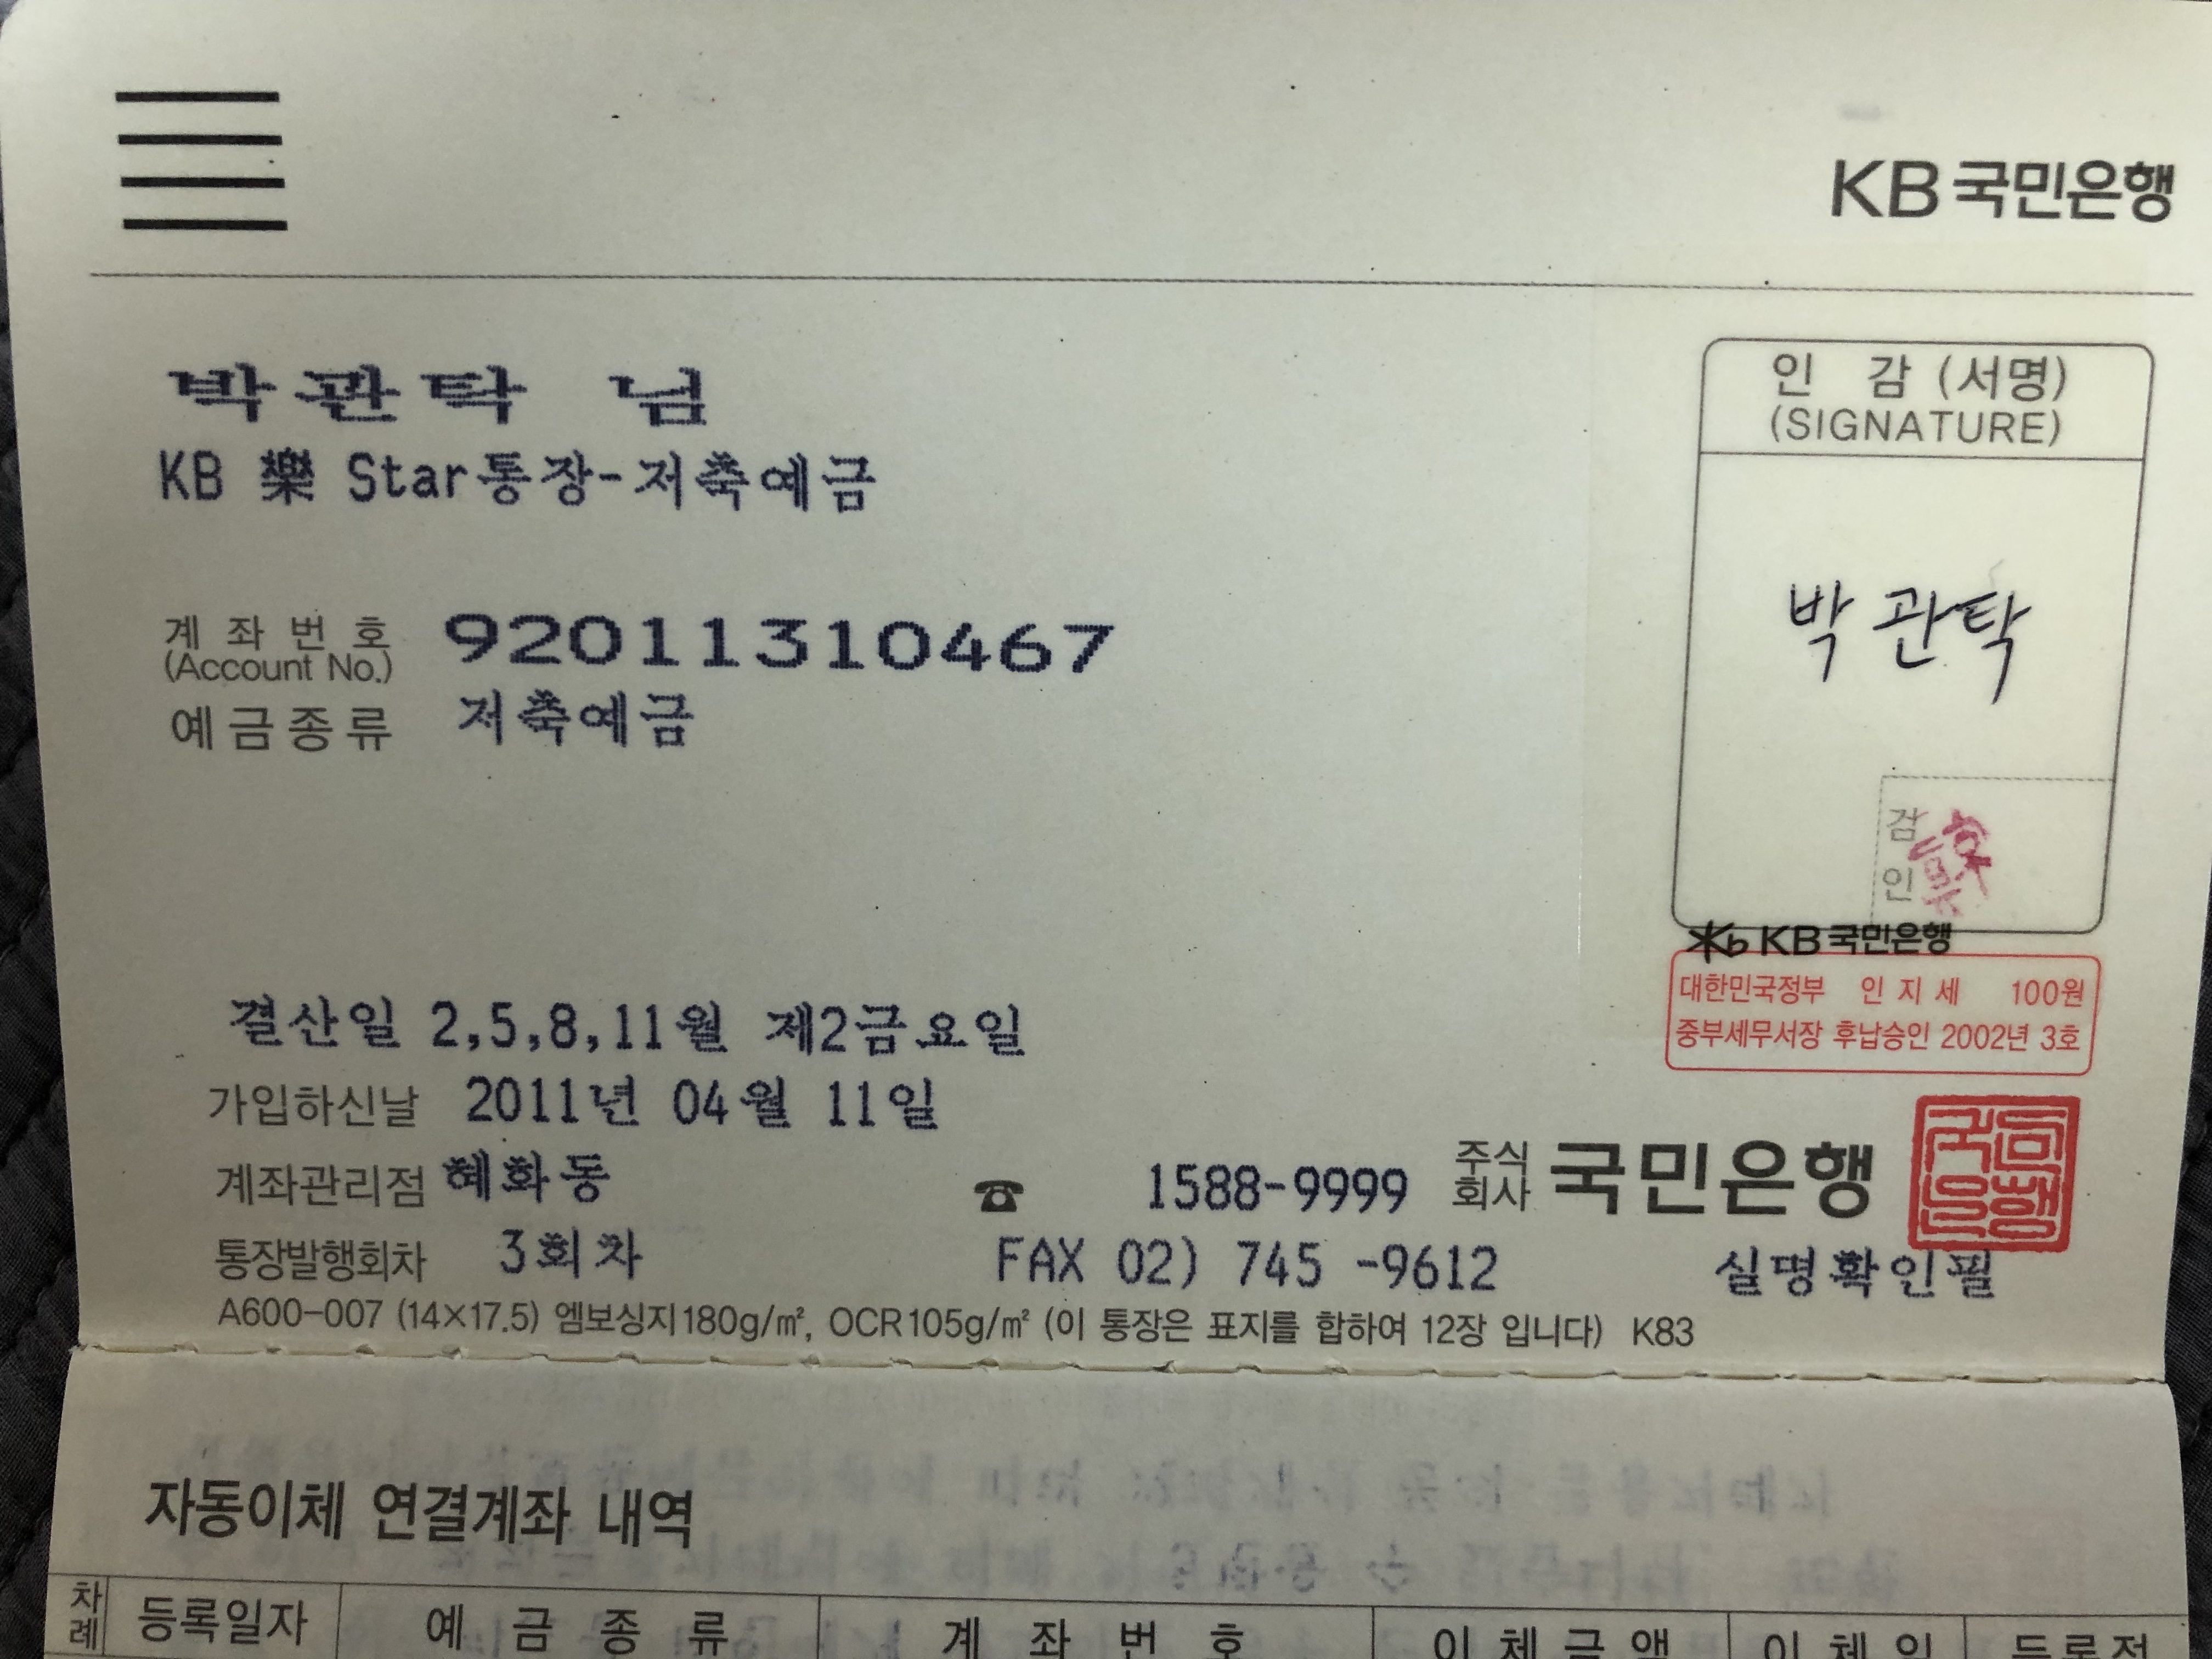 KB국민은행
박관탁 님
KB 樂 Star통장-저축예금
인 감 (서명)
(SIGNATURE)
박관탁
계좌번호 92011310467
(Account No.)
예금종류 저축예금
감
인
KB 국민은행
대한민국정부 인지세 100원
중부세무서장 후납승인 2002년 3호
결산일 2,5,8,11월 제2금요일
가입하신날 2011년 04월 11일
계좌관리점 혜화동 ☎ 1588-9999 주식회사 국민은행
국민은행
통장발행회차 3회차 FAX 02) 745 -9612 실명확인필
A600-007 (14×17.5) 엠보싱지180g/㎡, OCR105g/㎡ (이 통장은 표지를 합하여 12장 입니다) K83
자동이체 연결계좌 내역
차례 등록일자 예금종류 계좌번호 이체금액 이체일 등록점